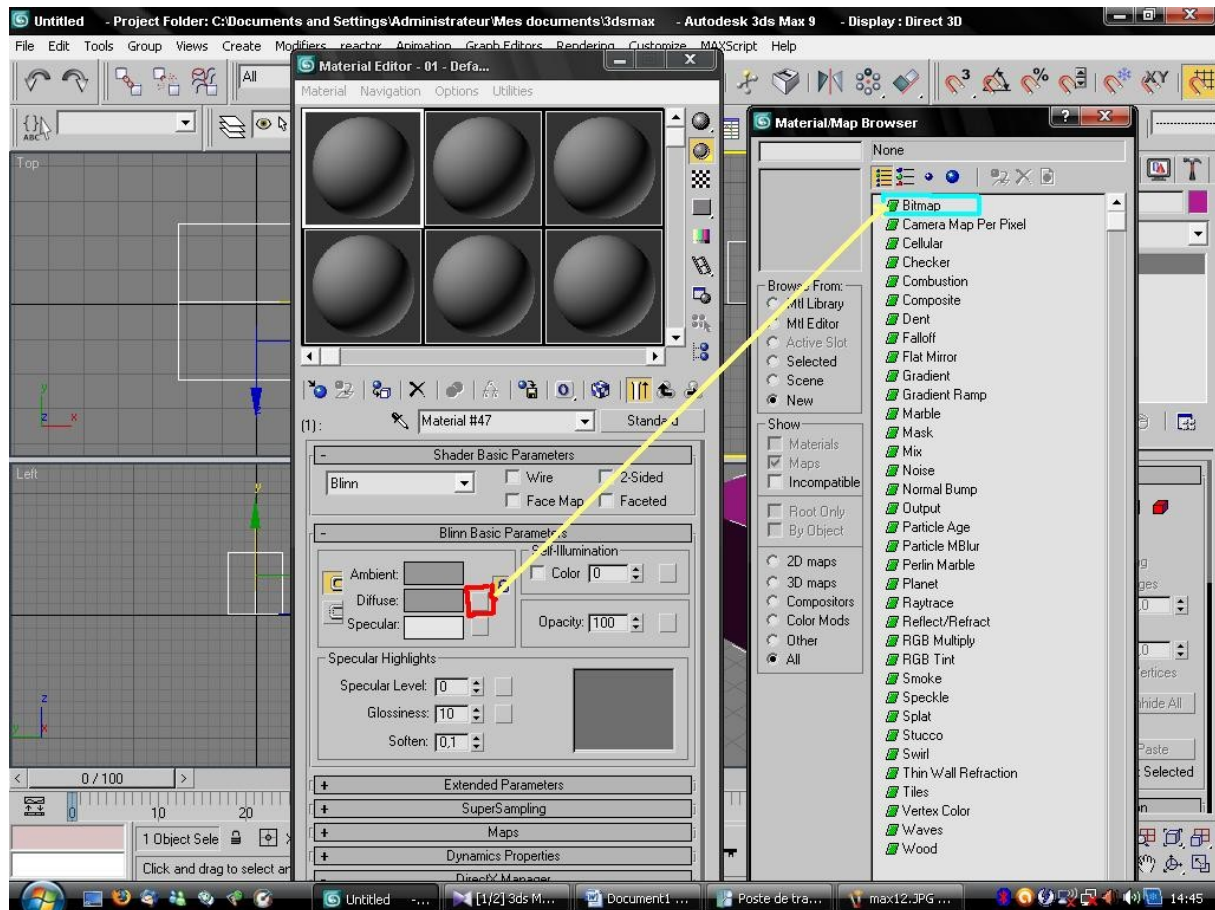 Untitled - Project Folder: C:\Documents and Settings\Administrateur\Mes documents\3dsmax - Autodesk 3ds Max 9 - Display : Direct 3D
File Edit Tools Group Views Create Modifiers reactor Animation Graph Editors Rendering Customize MAXScript Help
All
ABC
Top
y
z x
Left
y
z
y x
Material Editor - 01 - Defa...
Material Navigation Options Utilities
(1) : Material #47 Standard
- Shader Basic Parameters
Blinn Wire 2-Sided
Face Map Faceted
- Blinn Basic Parameters
Self-Illumination
Ambient: Color 0
Diffuse:
Specular: Opacity: 100
Specular Highlights
Specular Level: 0
Glossiness: 10
Soften: 0,1
+ Extended Parameters
+ SuperSampling
+ Maps
+ Dynamics Properties
DirectX Manager
Material/Map Browser
None
Browse From:
Mtl Library
Mtl Editor
Active Slot
Selected
Scene
New
Show
Materials
Maps
Incompatible
Root Only
By Object
2D maps
3D maps
Compositors
Color Mods
Other
All
Bitmap
Camera Map Per Pixel
Cellular
Checker
Combustion
Composite
Dent
Falloff
Flat Mirror
Gradient
Gradient Ramp
Marble
Mask
Mix
Noise
Normal Bump
Output
Particle Age
Particle MBlur
Perlin Marble
Planet
Raytrace
Reflect/Refract
RGB Multiply
RGB Tint
Smoke
Speckle
Splat
Stucco
Swirl
Thin Wall Refraction
Tiles
Vertex Color
Waves
Wood
Paste
Selected
< 0 / 100 >
0 10 20
1 Object Sele
Click and drag to select an
Untitled -... [1/2] 3ds M... Document1 ... Poste de tra... max12.JPG ... 14:45